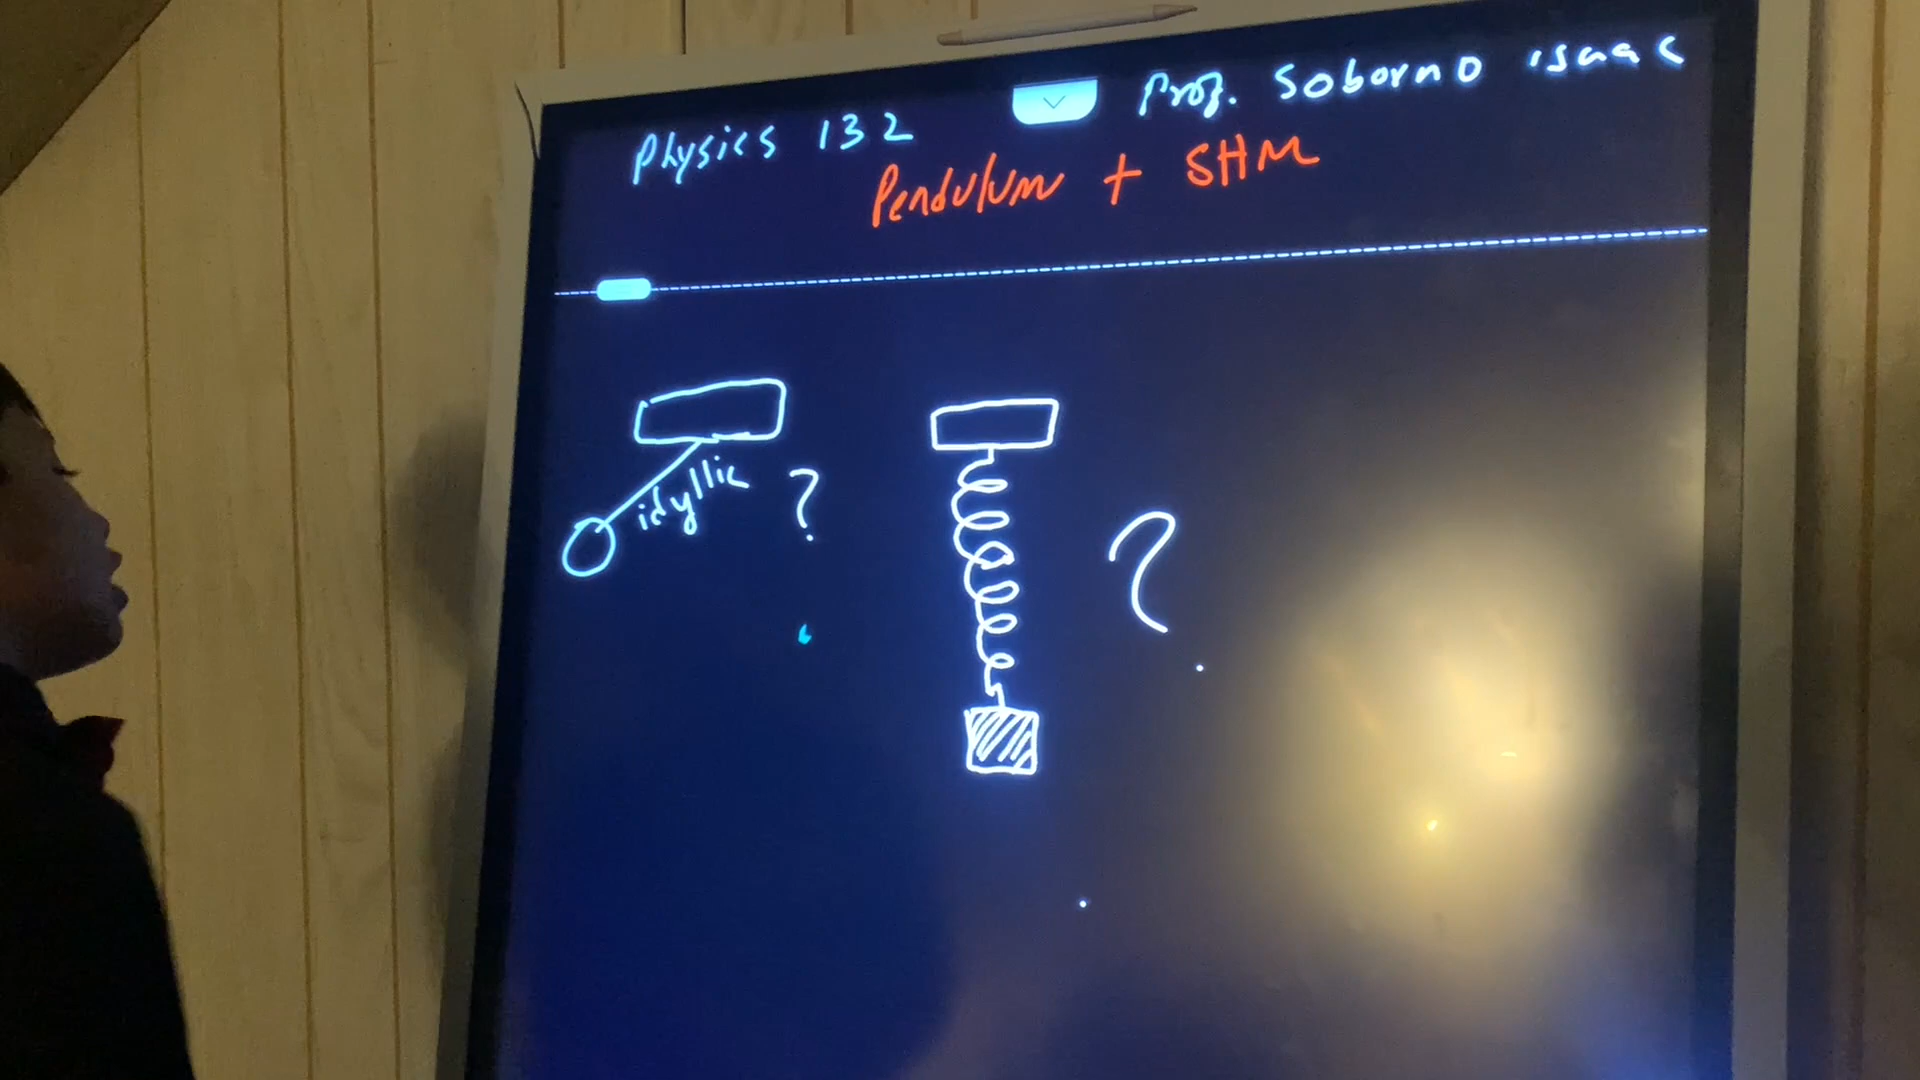 Physics 132 Prof. Soborno isaac
Pendulum + SHM
idyllic ?
?